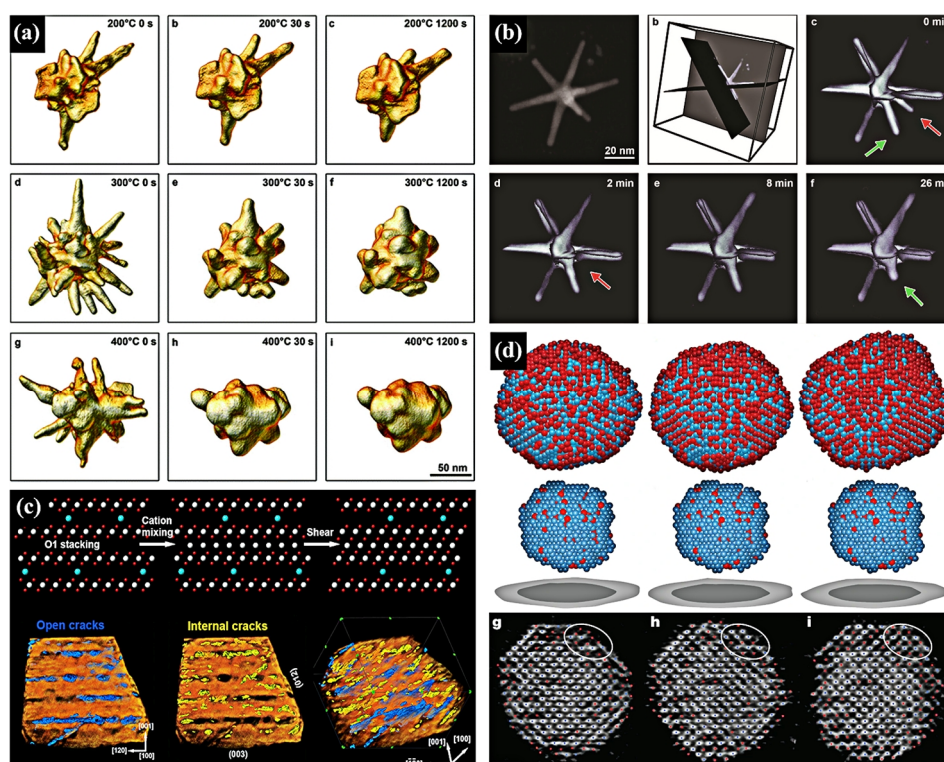 (a)
a 200°C 0 s
b 200°C 30 s
c 200°C 1200 s
d 300°C 0 s
e 300°C 30 s
f 300°C 1200 s
g 400°C 0 s
h 400°C 30 s
i 400°C 1200 s
50 nm
(b)
a
20 nm
b
c 0 mi
d 2 min
e 8 min
f 26 m
(c)
O1 stacking
Cation
mixing
Shear
Open cracks
Internal cracks
[001]
[120]
[100]
(003)
(012)
[001]
[100]
(d)
g
h
i